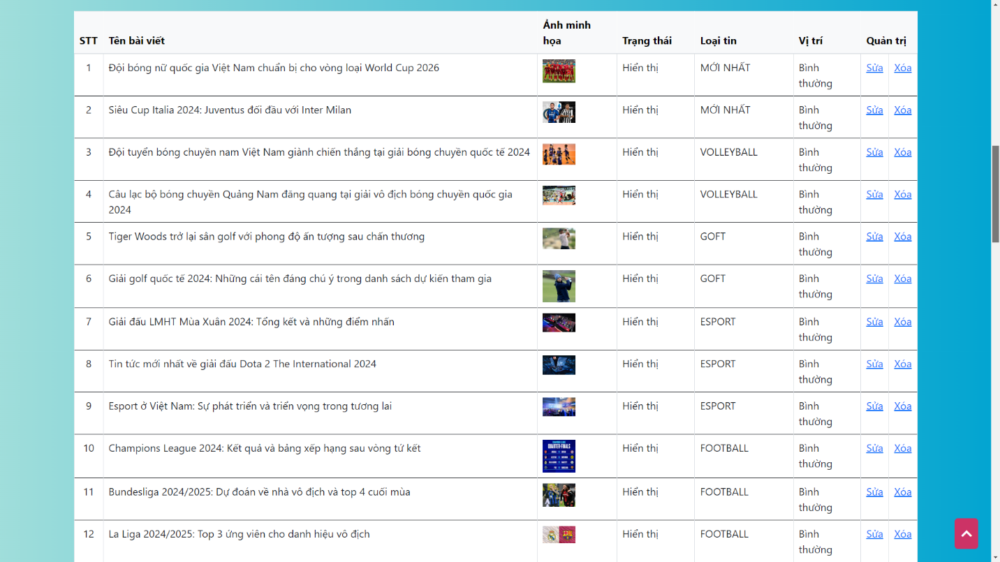 Ảnh minh
họa
STT Tên bài viết Trạng thái Loại tin Vị trí Quản trị
1 Đội bóng nữ quốc gia Việt Nam chuẩn bị cho vòng loại World Cup 2026 Hiển thị MỚI NHẤT Bình Sửa Xóa
thường
2 Siêu Cup Italia 2024: Juventus đối đầu với Inter Milan Hiển thị MỚI NHẤT Bình Sửa Xóa
thường
3 Đội tuyển bóng chuyền nam Việt Nam giành chiến thắng tại giải bóng chuyền quốc tế 2024 Hiển thị VOLLEYBALL Bình Sửa Xóa
thường
4 Câu lạc bộ bóng chuyền Quảng Nam đăng quang tại giải vô địch bóng chuyền quốc gia Hiển thị VOLLEYBALL Bình Sửa Xóa
2024 thường
5 Tiger Woods trở lại sân golf với phong độ ấn tượng sau chấn thương Hiển thị GOFT Bình Sửa Xóa
thường
6 Giải golf quốc tế 2024: Những cái tên đáng chú ý trong danh sách dự kiến tham gia Hiển thị GOFT Bình Sửa Xóa
thường
7 Giải đấu LMHT Mùa Xuân 2024: Tổng kết và những điểm nhấn Hiển thị ESPORT Bình Sửa Xóa
thường
8 Tin tức mới nhất về giải đấu Dota 2 The International 2024 Hiển thị ESPORT Bình Sửa Xóa
thường
9 Esport ở Việt Nam: Sự phát triển và triển vọng trong tương lai Hiển thị ESPORT Bình Sửa Xóa
thường
10 Champions League 2024: Kết quả và bảng xếp hạng sau vòng tứ kết Hiển thị FOOTBALL Bình Sửa Xóa
QUARTER-FINALS
thường
11 Bundesliga 2024/2025: Dự đoán về nhà vô địch và top 4 cuối mùa Hiển thị FOOTBALL Bình Sửa Xóa
thường
12 La Liga 2024/2025: Top 3 ứng viên cho danh hiệu vô địch Hiển thị FOOTBALL Bình Sửa Xóa
thường